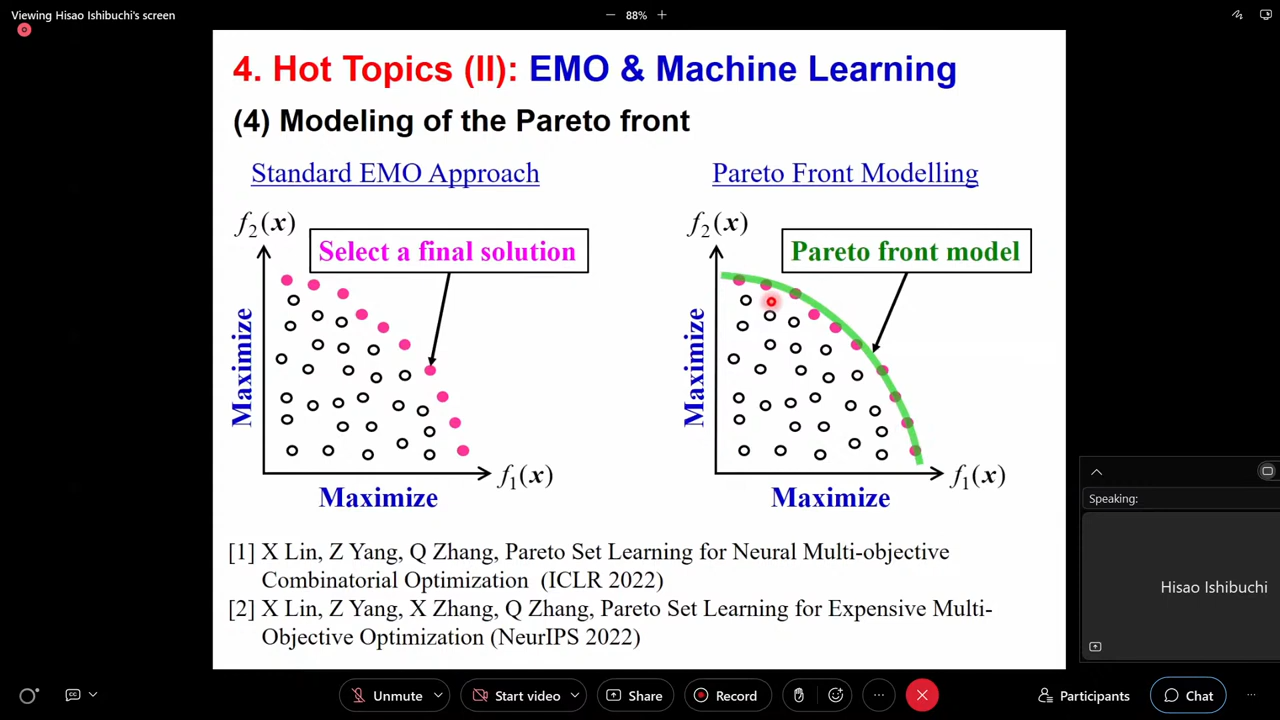 Viewing Hisao Ishibuchi's screen
88%
4. Hot Topics (II): EMO & Machine Learning
(4) Modeling of the Pareto front
Standard EMO Approach
Pareto Front Modelling
f2(x)
Select a final solution
Maximize
f1(x)
Maximize
f2(x)
Pareto front model
Maximize
f1(x)
Maximize
[1] X Lin, Z Yang, Q Zhang, Pareto Set Learning for Neural Multi-objective
Combinatorial Optimization (ICLR 2022)
[2] X Lin, Z Yang, X Zhang, Q Zhang, Pareto Set Learning for Expensive Multi-
Objective Optimization (NeurIPS 2022)
Speaking:
Hisao Ishibuchi
CC
Unmute
Start video
Share
Record
Participants
Chat